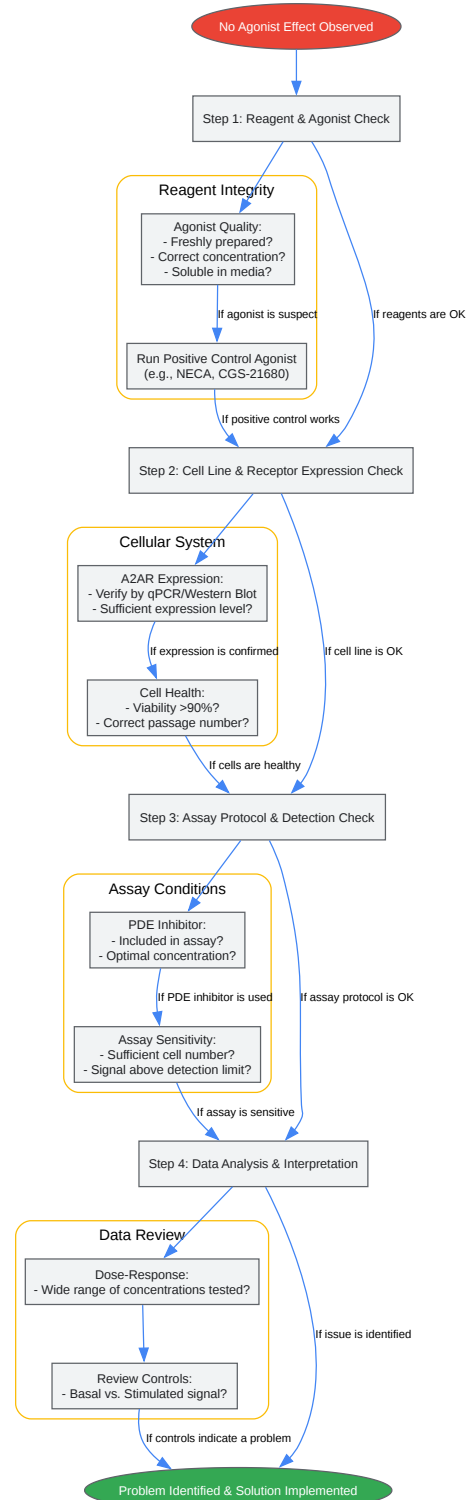 No Agonist Effect Observed
Step 1: Reagent & Agonist Check
Reagent Integrity
Agonist Quality:
- Freshly prepared?
- Correct concentration?
- Soluble in media?
If agonist is suspect
If reagents are OK
Run Positive Control Agonist
(e.g., NECA, CGS-21680)
If positive control works
Step 2: Cell Line & Receptor Expression Check
Cellular System
A2AR Expression:
- Verify by qPCR/Western Blot
- Sufficient expression level?
If expression is confirmed
If cell line is OK
Cell Health:
- Viability >90%?
- Correct passage number?
If cells are healthy
Step 3: Assay Protocol & Detection Check
Assay Conditions
PDE Inhibitor:
- Included in assay?
- Optimal concentration?
If PDE inhibitor is used
If assay protocol is OK
Assay Sensitivity:
- Sufficient cell number?
- Signal above detection limit?
If assay is sensitive
Step 4: Data Analysis & Interpretation
Data Review
Dose-Response:
- Wide range of concentrations tested?
If issue is identified
Review Controls:
- Basal vs. Stimulated signal?
If controls indicate a problem
Problem Identified & Solution Implemented